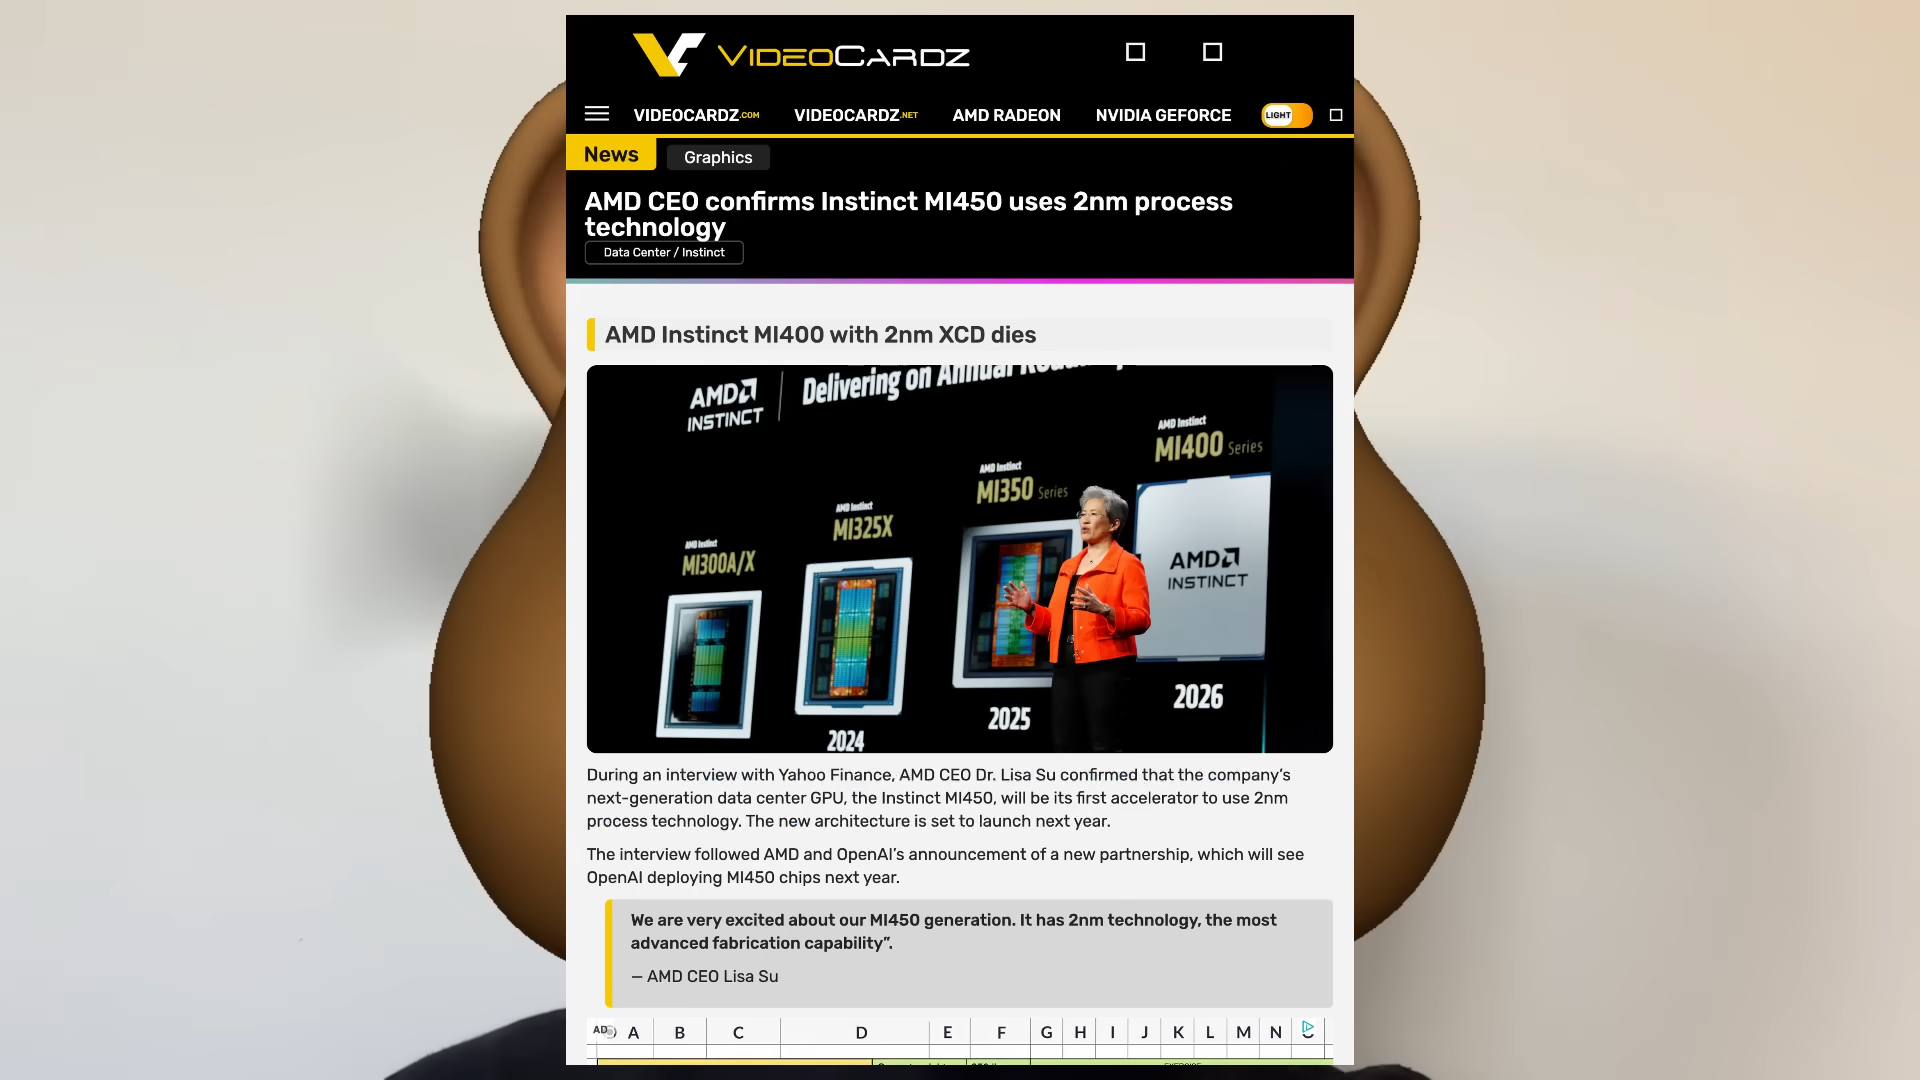 VIDEOCARDZ
VIDEOCARDZ.COM
VIDEOCARDZ.NET
AMD RADEON
NVIDIA GEFORCE
LIGHT
News
Graphics
AMD CEO confirms Instinct MI450 uses 2nm process
technology
Data Center / Instinct
AMD Instinct MI400 with 2nm XCD dies
AMD
INSTINCT
Delivering on Annual
AMD Instinct
MI400 Series
AMD Instinct
MI350 Series
AMD Instinct
MI325X
AMD Instinct
MI300A/X
AMD
INSTINCT
2024
2025
2026
During an interview with Yahoo Finance, AMD CEO Dr. Lisa Su confirmed that the company’s
next-generation data center GPU, the Instinct MI450, will be its first accelerator to use 2nm
process technology. The new architecture is set to launch next year.
The interview followed AMD and OpenAI’s announcement of a new partnership, which will see
OpenAI deploying MI450 chips next year.
We are very excited about our MI450 generation. It has 2nm technology, the most
advanced fabrication capability”.
— AMD CEO Lisa Su
AD
A B C D E F G H I J K L M N